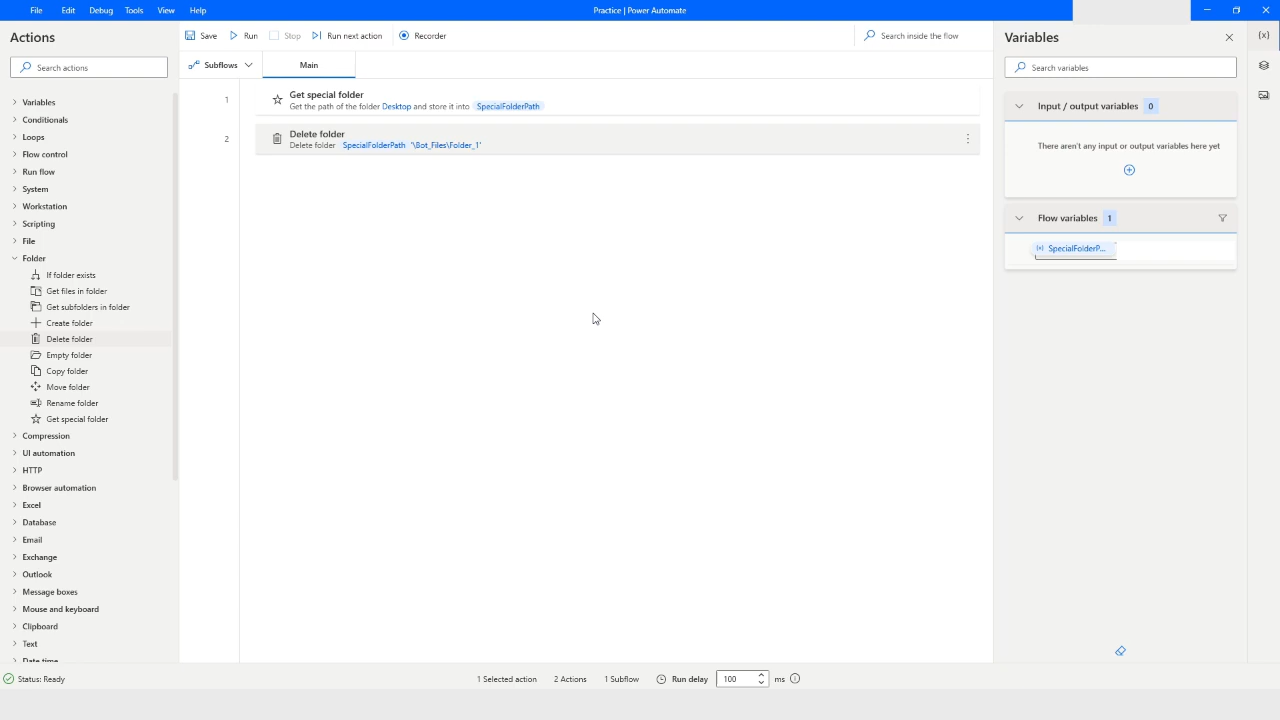 File Edit Debug Tools View Help
Practice | Power Automate
Actions
Search actions
Variables
Conditionals
Loops
Flow control
Run flow
System
Workstation
Scripting
File
Folder
If folder exists
Get files in folder
Get subfolders in folder
Create folder
Delete folder
Empty folder
Copy folder
Move folder
Rename folder
Get special folder
Compression
UI automation
HTTP
Browser automation
Excel
Database
Email
Exchange
Outlook
Message boxes
Mouse and keyboard
Clipboard
Text
Date time
Save Run Stop Run next action Recorder
Search inside the flow
Subflows Main
1
Get special folder
Get the path of the folder Desktop and store it into SpecialFolderPath
2
Delete folder
Delete folder SpecialFolderPath '\Bot_Files\Folder_1'
Variables
{x}
Search variables
Input / output variables 0
There aren't any input or output variables here yet
Flow variables 1
(x) SpecialFolderP...
Status: Ready
1 Selected action 2 Actions 1 Subflow Run delay 100 ms